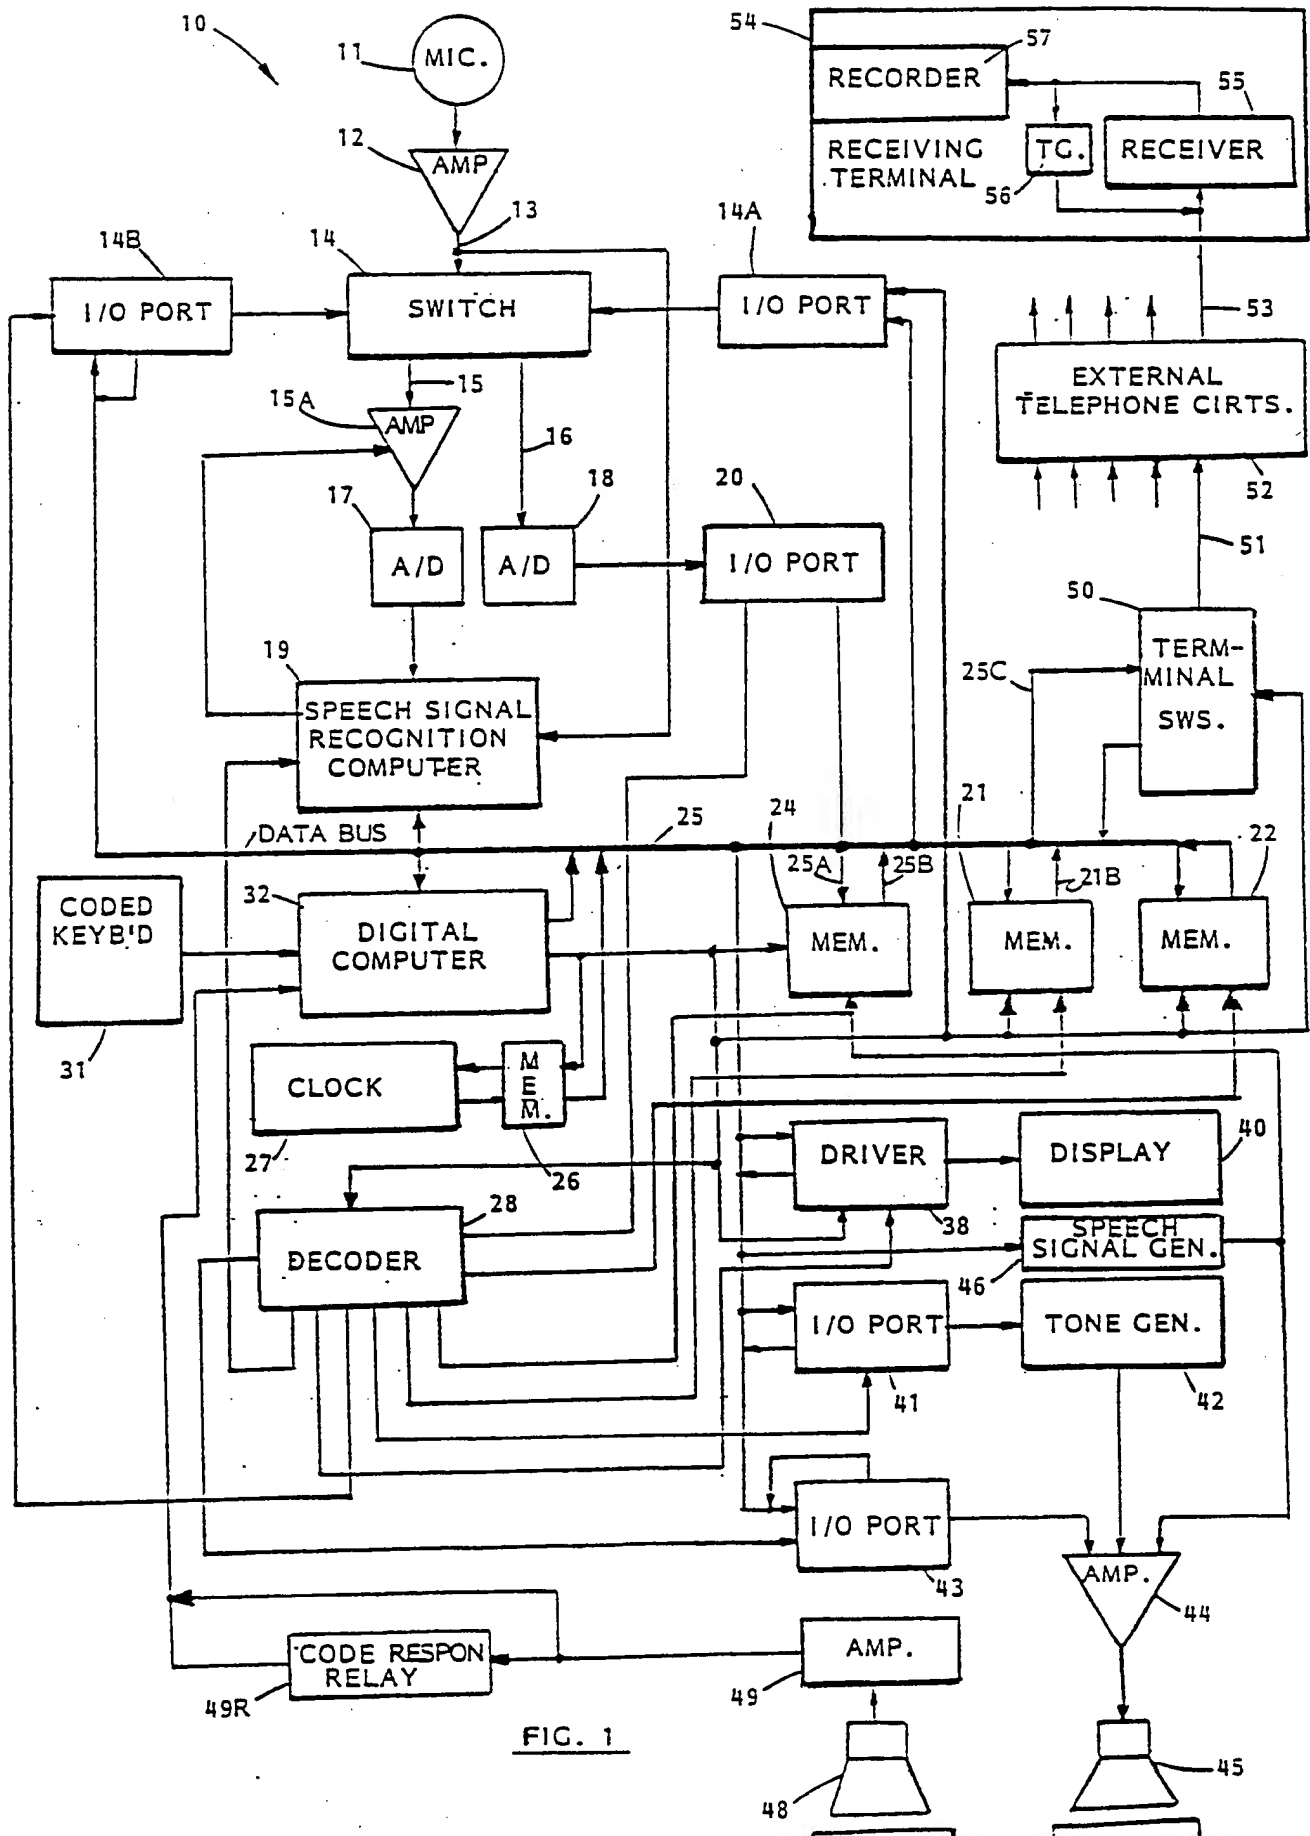 10
11
MIC.
12
AMP
13
54
RECORDER
57
55
RECEIVING
TERMINAL
TG.
56
RECEIVER
14B
I/O PORT
14
SWITCH
14A
I/O PORT
53
EXTERNAL
TELEPHONE CIRTS.
52
15
15A
AMP
16
17
A/D
18
A/D
20
I/O PORT
51
50
TERM-
MINAL
SWS.
25C
19
SPEECH SIGNAL
RECOGNITION
COMPUTER
DATA BUS
25
24
25A
25B
21
21B
22
MEM.
MEM.
MEM.
CODED
KEYB'D
31
32
DIGITAL
COMPUTER
CLOCK
27
M
E
M.
26
28
DECODER
DRIVER
38
DISPLAY
40
SPEECH
SIGNAL GEN.
46
I/O PORT
41
TONE GEN.
42
I/O PORT
43
AMP.
44
CODE RESPON
RELAY
49R
AMP.
49
48
45
FIG. 1